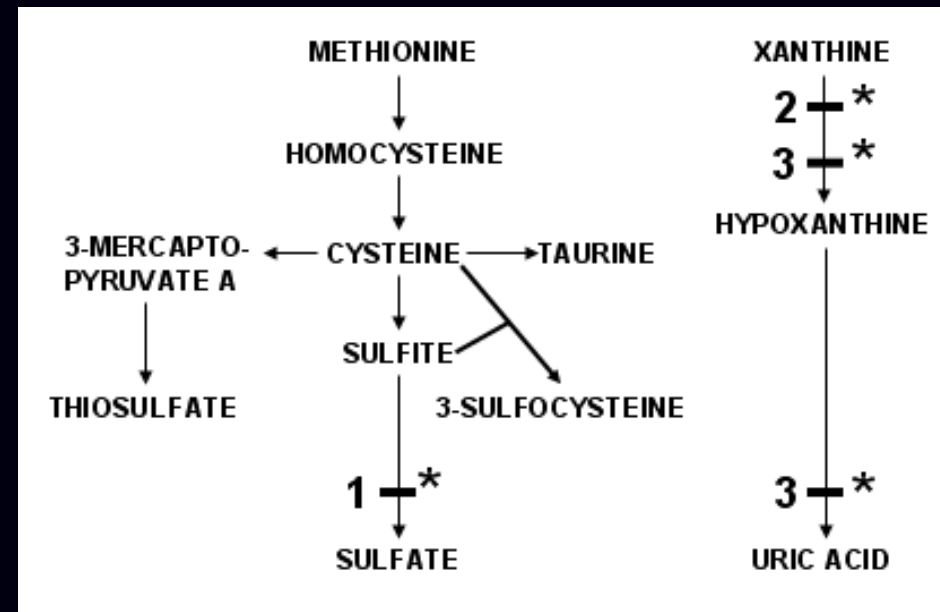 METHIONINE
HOMOCYSTEINE
3-MERCAPTO-
PYRUVATE A
CYSTEINE
TAURINE
SULFITE
THIOSULFATE
3-SULFOCYSTEINE
1 *
SULFATE
XANTHINE
2 *
3 *
HYPOXANTHINE
3 *
URIC ACID